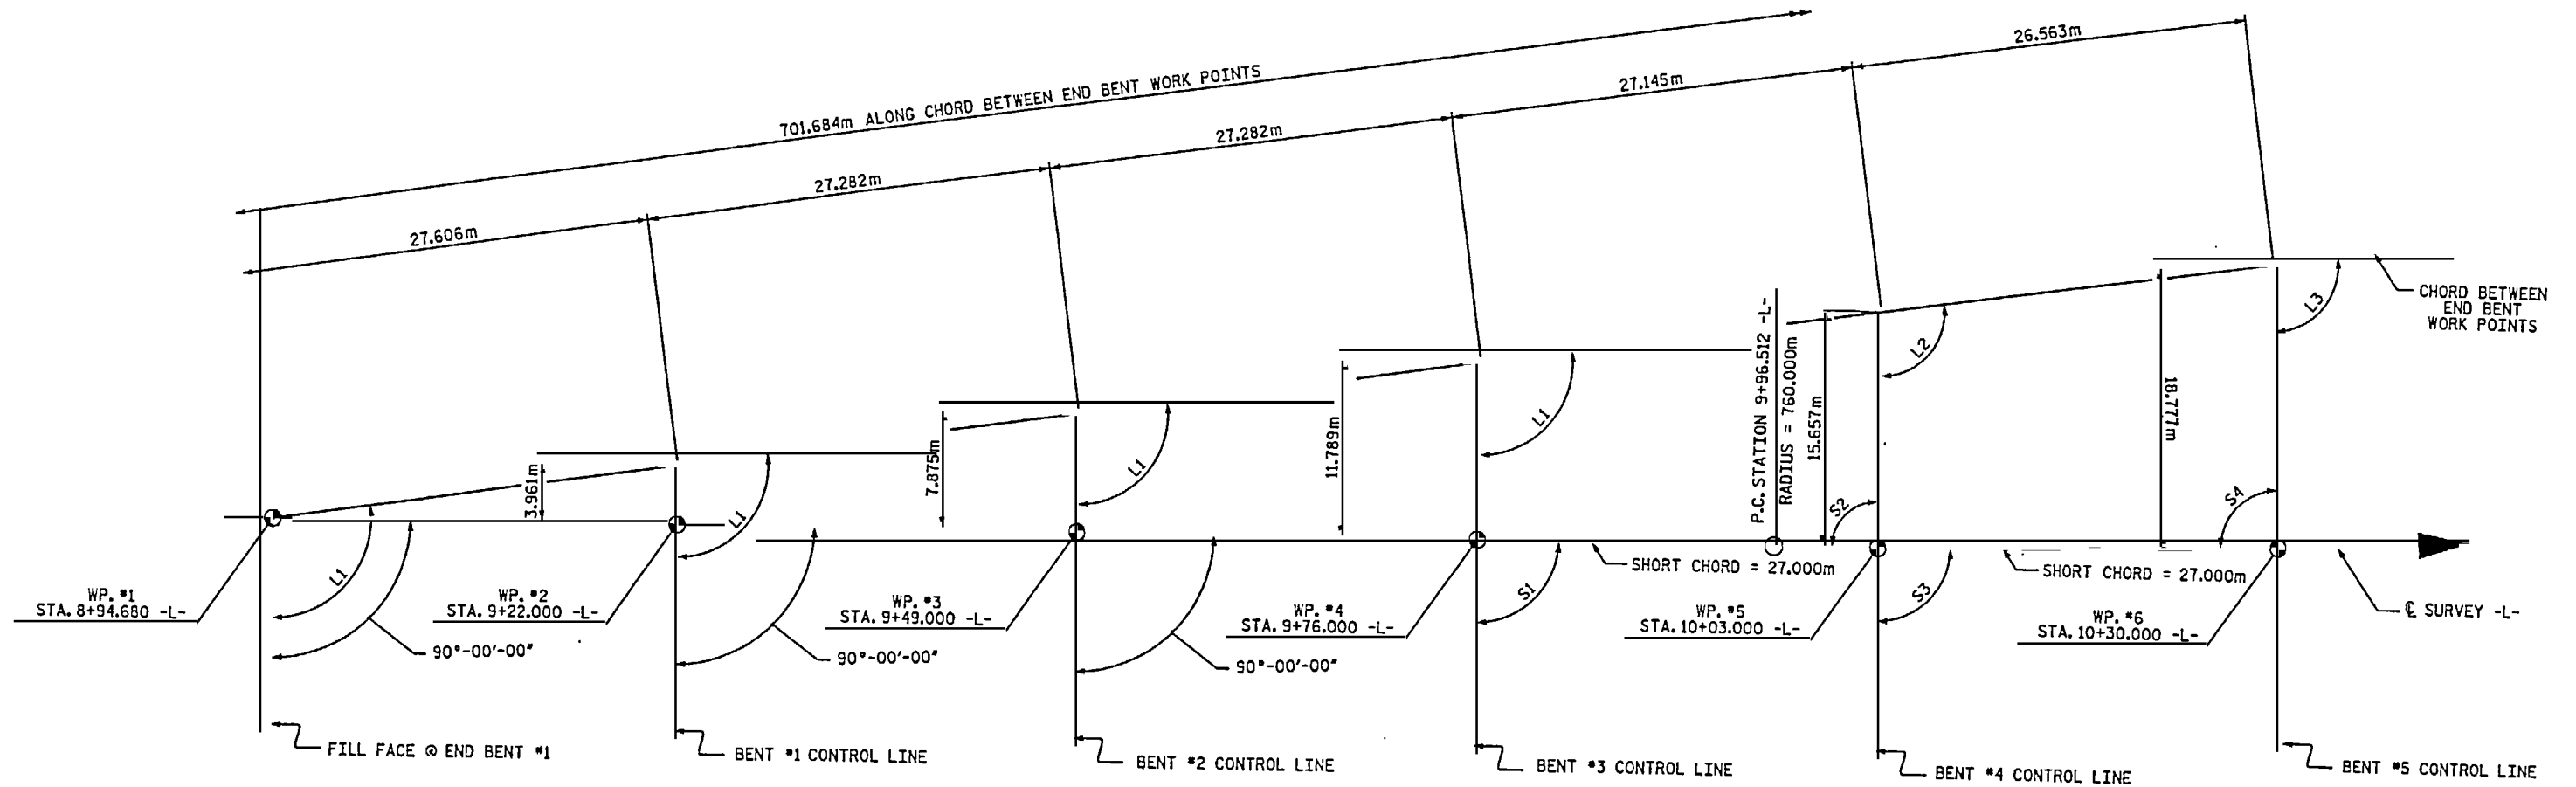 701.684m ALONG CHORD BETWEEN END BENT WORK POINTS
26.563m
27.145m
27.282m
27.282m
27.606m
CHORD BETWEEN
END BENT
WORK POINTS
L3
L2
L1
L1
L1
L1
3.961m
7.875m
11.789m
P.C. STATION 9+96.512 -L-
RADIUS = 760.000m
15.657m
18.777m
S2
S4
S1
S3
SHORT CHORD = 27.000m
SHORT CHORD = 27.000m
WP. #1
STA. 8+94.680 -L-
WP. #2
STA. 9+22.000 -L-
WP. #3
STA. 9+49.000 -L-
WP. #4
STA. 9+76.000 -L-
WP. #5
STA. 10+03.000 -L-
WP. #6
STA. 10+30.000 -L-
℄ SURVEY -L-
90°-00'-00"
90°-00'-00"
90°-00'-00"
FILL FACE @ END BENT #1
BENT #1 CONTROL LINE
BENT #2 CONTROL LINE
BENT #3 CONTROL LINE
BENT #4 CONTROL LINE
BENT #5 CONTROL LINE